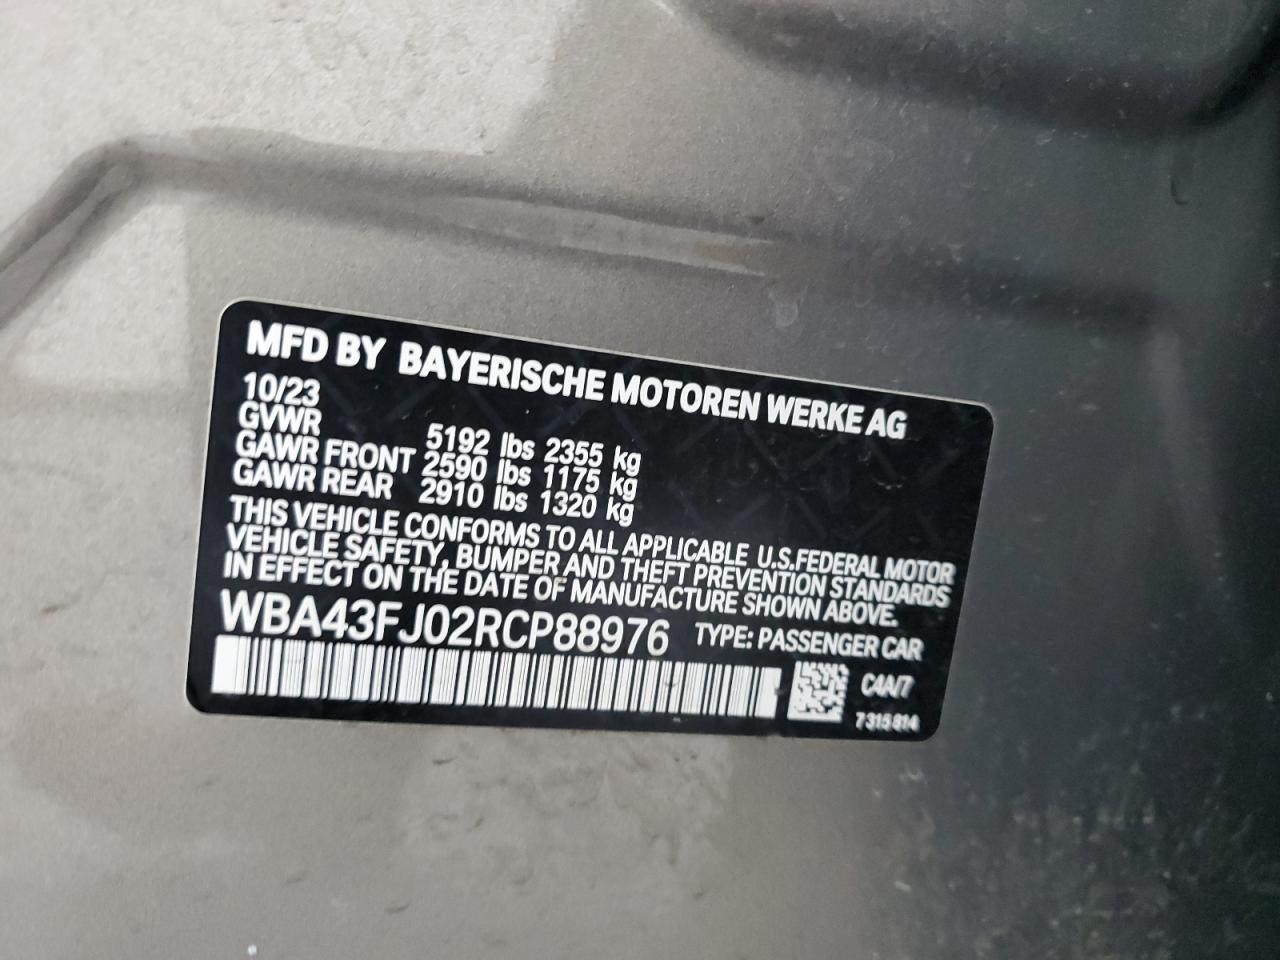 MFD BY BAYERISCHE MOTOREN WERKE AG
10/23
GVWR 5192 lbs 2355 kg
GAWR FRONT 2590 lbs 1175 kg
GAWR REAR 2910 lbs 1320 kg
THIS VEHICLE CONFORMS TO ALL APPLICABLE U.S.FEDERAL MOTOR
VEHICLE SAFETY, BUMPER AND THEFT PREVENTION STANDARDS
IN EFFECT ON THE DATE OF MANUFACTURE SHOWN ABOVE.
WBA43FJ02RCP88976 TYPE: PASSENGER CAR
C4A/7
7315814